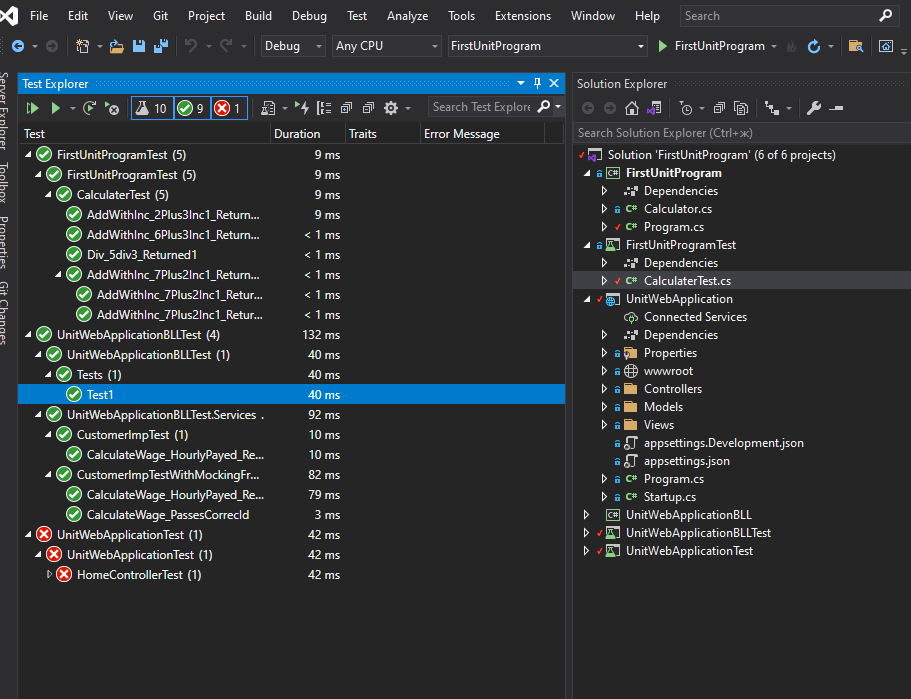 File Edit View Git Project Build Debug Test Analyze Tools Extensions Window Help Search
Debug Any CPU FirstUnitProgram FirstUnitProgram
Server Explorer
Toolbox
Properties
Git Changes
Test Explorer
10 9 1 Search Test Explore
Test Duration Traits Error Message
FirstUnitProgramTest (5) 9 ms
FirstUnitProgramTest (5) 9 ms
CalculaterTest (5) 9 ms
AddWithInc_2Plus3Inc1_Return... 9 ms
AddWithInc_6Plus3Inc1_Return... < 1 ms
Div_5div3_Returned1 < 1 ms
AddWithInc_7Plus2Inc1_Return... < 1 ms
AddWithInc_7Plus2Inc1_Retur... < 1 ms
AddWithInc_7Plus2Inc1_Retur... < 1 ms
UnitWebApplicationBLLTest (4) 132 ms
UnitWebApplicationBLLTest (1) 40 ms
Tests (1) 40 ms
Test1 40 ms
UnitWebApplicationBLLTest.Services . 92 ms
CustomerImpTest (1) 10 ms
CalculateWage_HourlyPayed_Re... 10 ms
CustomerImpTestWithMockingFr... 82 ms
CalculateWage_HourlyPayed_Re... 79 ms
CalculateWage_PassesCorrecId 3 ms
UnitWebApplicationTest (1) 42 ms
UnitWebApplicationTest (1) 42 ms
HomeControllerTest (1) 42 ms
Solution Explorer
Search Solution Explorer (Ctrl+ж)
Solution 'FirstUnitProgram' (6 of 6 projects)
C# FirstUnitProgram
Dependencies
C# Calculator.cs
C# Program.cs
FirstUnitProgramTest
Dependencies
C# CalculaterTest.cs
UnitWebApplication
Connected Services
Dependencies
Properties
wwwroot
Controllers
Models
Views
appsettings.Development.json
appsettings.json
C# Program.cs
C# Startup.cs
C# UnitWebApplicationBLL
UnitWebApplicationBLLTest
UnitWebApplicationTest